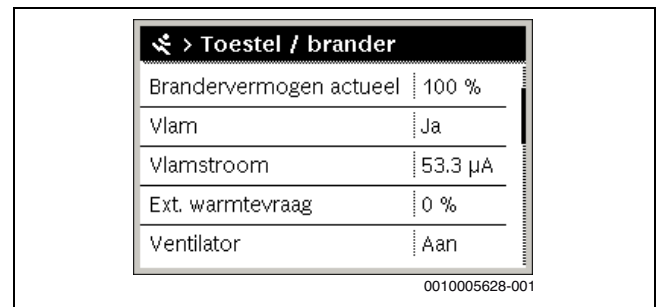 > Toestel / brander
Brandervermogen actueel 100 %
Vlam Ja
Vlamstroom 53.3 µA
Ext. warmtevraag 0 %
Ventilator Aan
0010005628-001